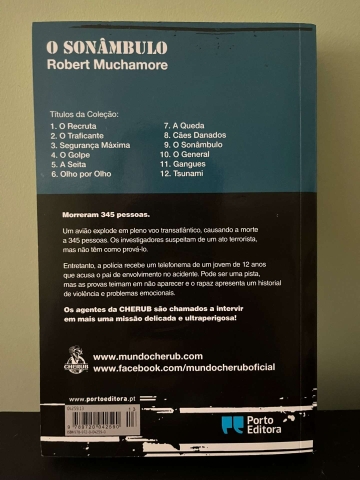 O SONÂMBULO
Robert Muchamore
Títulos da Coleção:
1. O Recruta
2. O Traficante
3. Segurança Máxima
4. O Golpe
5. A Seita
6. Olho por Olho
7. A Queda
8. Cães Danados
9. O Sonâmbulo
10. O General
11. Gangues
12. Tsunami
Morreram 345 pessoas.
Um avião explode em pleno voo transatlântico, causando a morte
a 345 pessoas. Os investigadores suspeitam de um ato terrorista,
mas não têm como prová-lo.
Entretanto, a polícia recebe um telefonema de um jovem de 12 anos
que acusa o pai de envolvimento no acidente. Pode ser uma pista,
mas as provas teimam em não aparecer e o rapaz apresenta um historial
de violência e problemas emocionais.
Os agentes da CHERUB são chamados a intervir
em mais uma missão delicada e ultraperigosa!
CHERUB
www.mundocherub.com
www.facebook.com/mundocheruboficial
www.portoeditora.pt
Porto
Editora